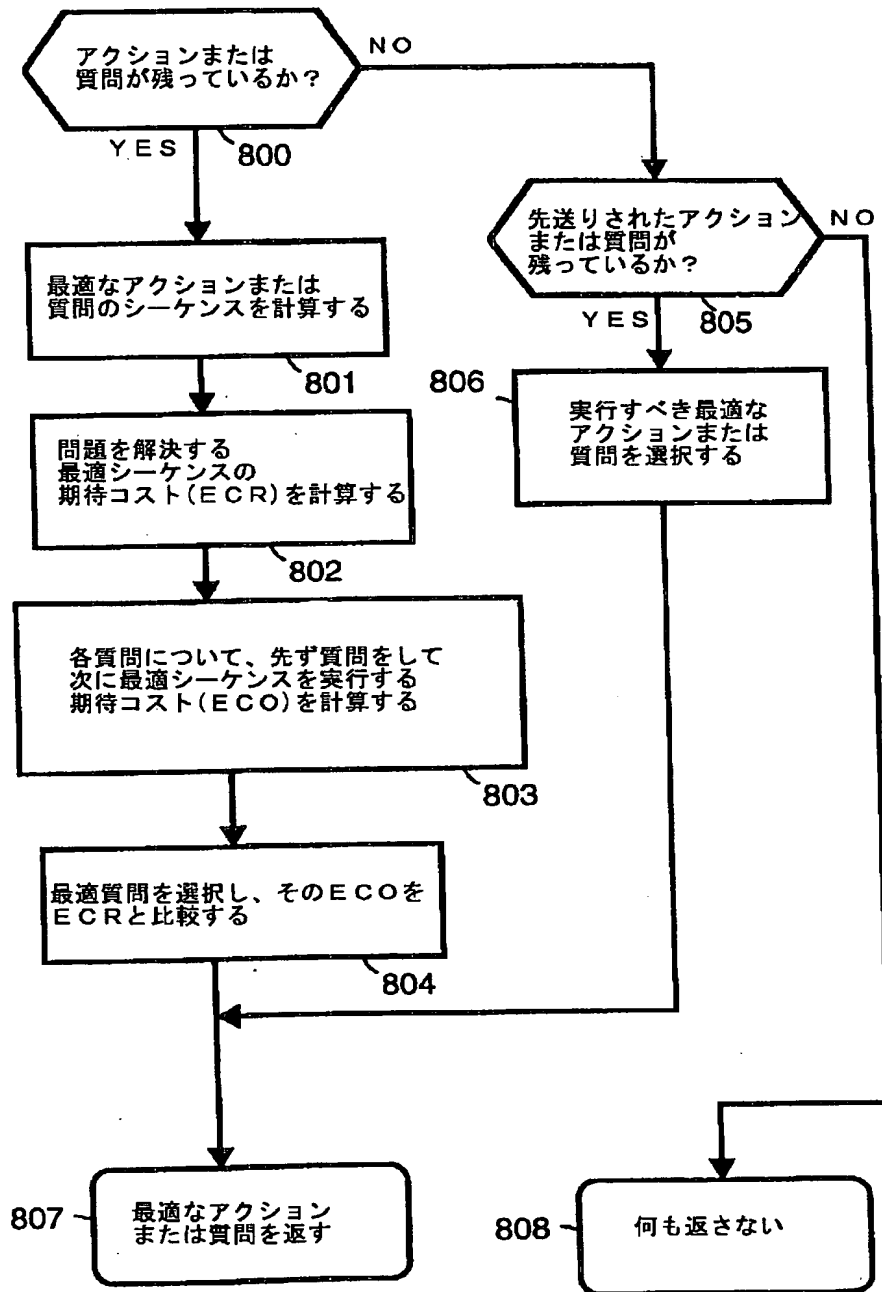 アクションまたは
質問が残っているか？
NO
YES
800
先送りされたアクション
または質問が
残っているか？
NO
YES
805
最適なアクションまたは
質問のシーケンスを計算する
801
806
実行すべき最適な
アクションまたは
質問を選択する
問題を解決する
最適シーケンスの
期待コスト(ECR)を計算する
802
各質問について、先ず質問をして
次に最適シーケンスを実行する
期待コスト(ECO)を計算する
803
最適質問を選択し、そのECOを
ECRと比較する
804
807
最適なアクション
または質問を返す
808
何も返さない